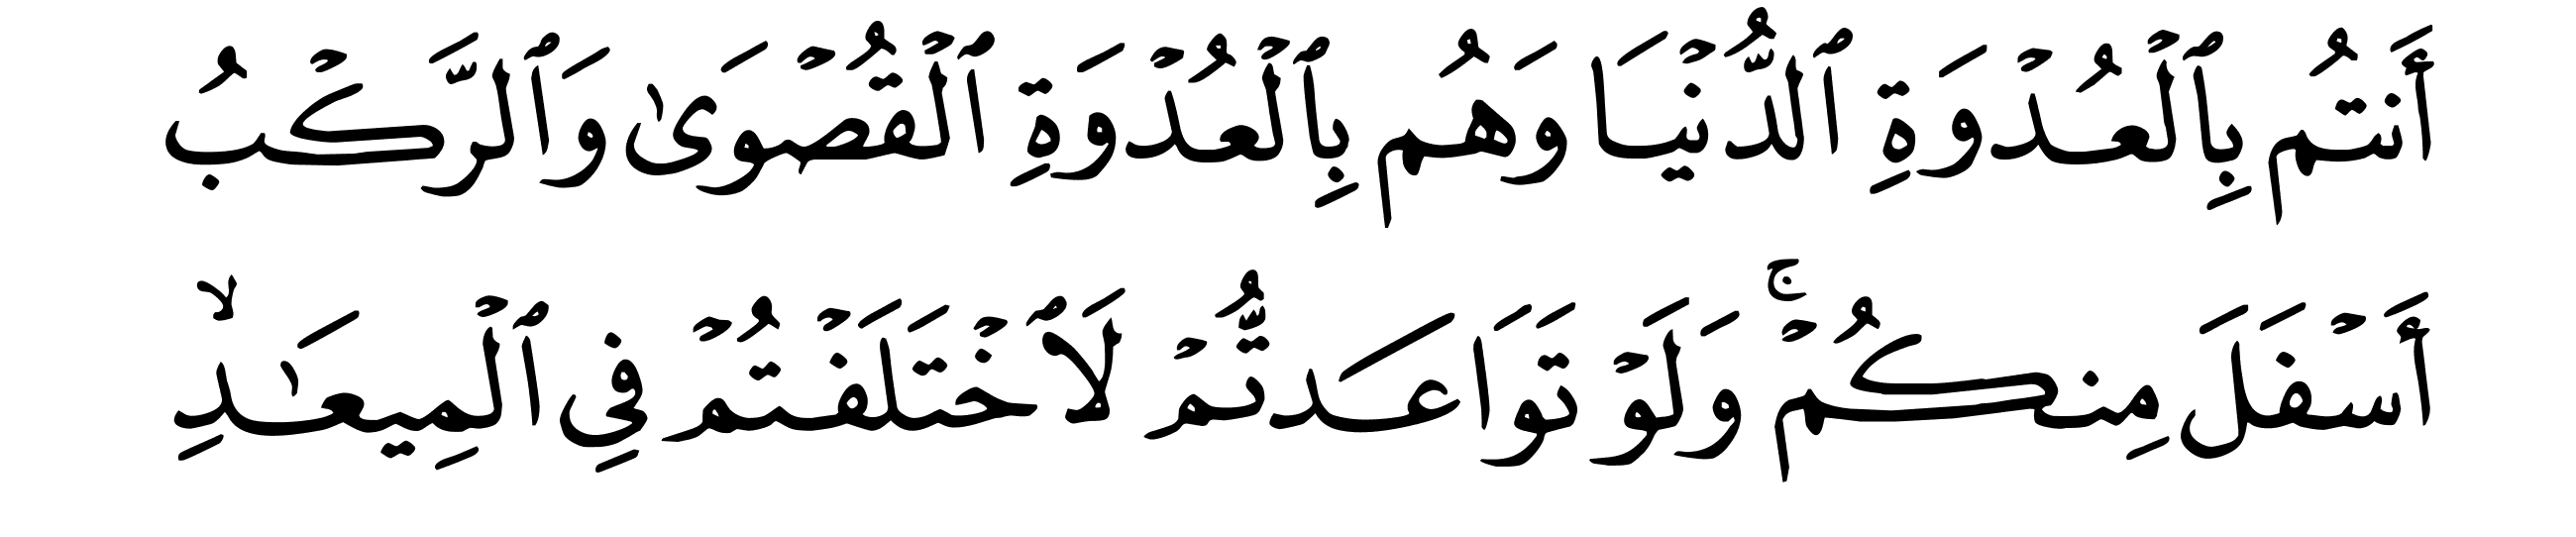 أَنتُم بِٱلْعُدْوَةِ ٱلدُّنْيَا وَهُم بِٱلْعُدْوَةِ ٱلْقُصْوَىٰ وَٱلرَّكْبُ
أَسْفَلَ مِنكُمْ ۚ وَلَوْ تَوَاعَدتُّمْ لَٱخْتَلَفْتُمْ فِى ٱلْمِيعَـٰدِ ۙ